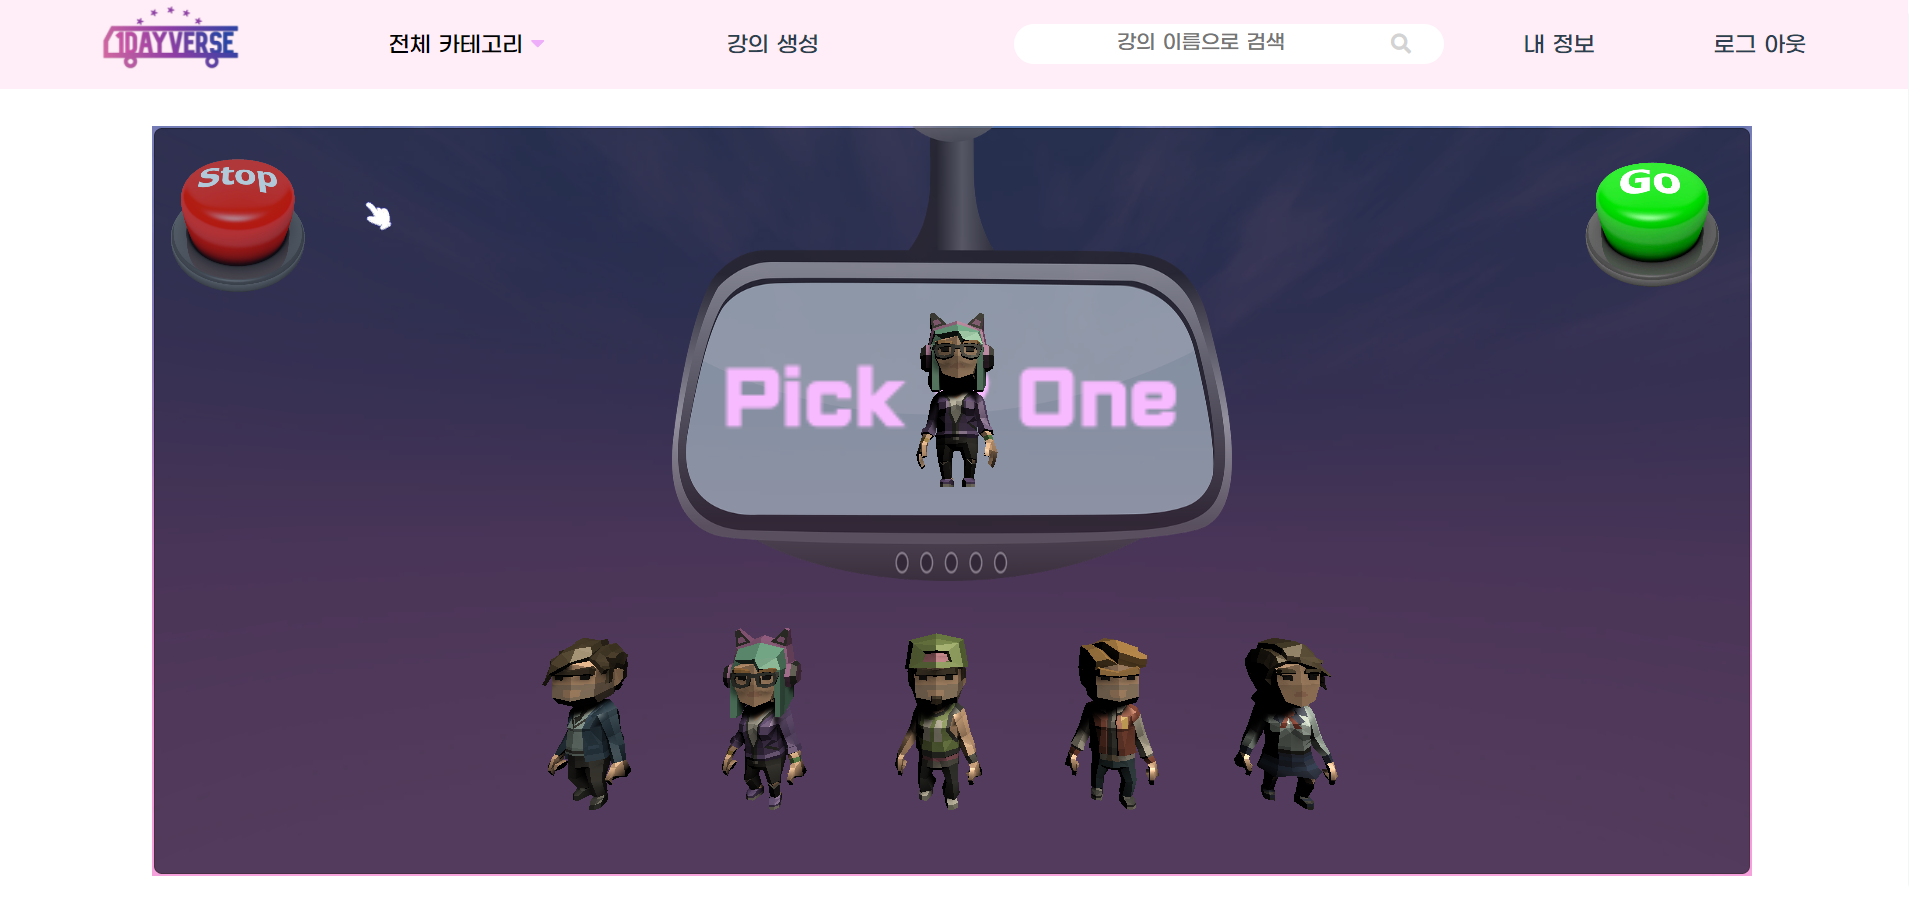 1DAYVERSE
전체 카테고리
강의 생성
강의 이름으로 검색
내 정보
로그 아웃
Stop
Go
Pick
One